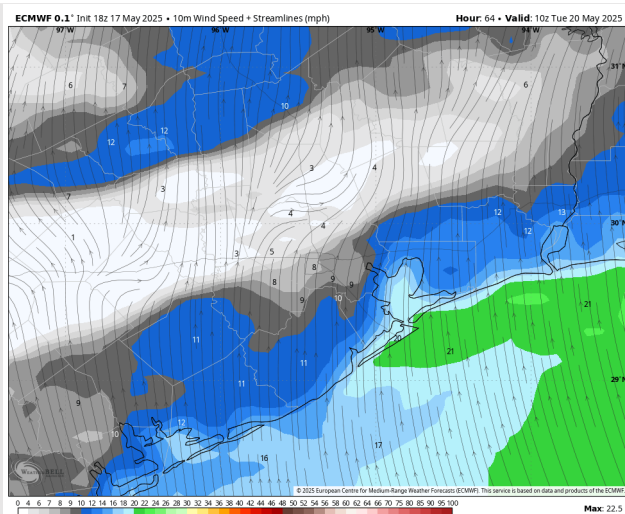 ECMWF 0.1° Init 18z 17 May 2025 • 10m Wind Speed + Streamlines (mph)
Hour: 64 • Valid: 10z Tue 20 May 2025
97°W 96°W 95°W 94°W
31°N
6 7 6
10
12 12
3 4
3
7
4 12 13
4 12
30°N
1
3 5
8
9 9
8
9 10
21
20
11
21
11
29°N
11
9
12
10
17
16
WeatherBELL
© 2025 European Centre for Medium-Range Weather Forecasts (ECMWF). This service is based on data and products of the ECMWF.
0 4 6 8 9 10 12 14 16 18 20 22 24 26 28 30 32 34 36 38 40 42 44 46 48 50 52 54 56 58 60 62 64 66 68 70 75 80 85 90 95 100
Max: 22.5